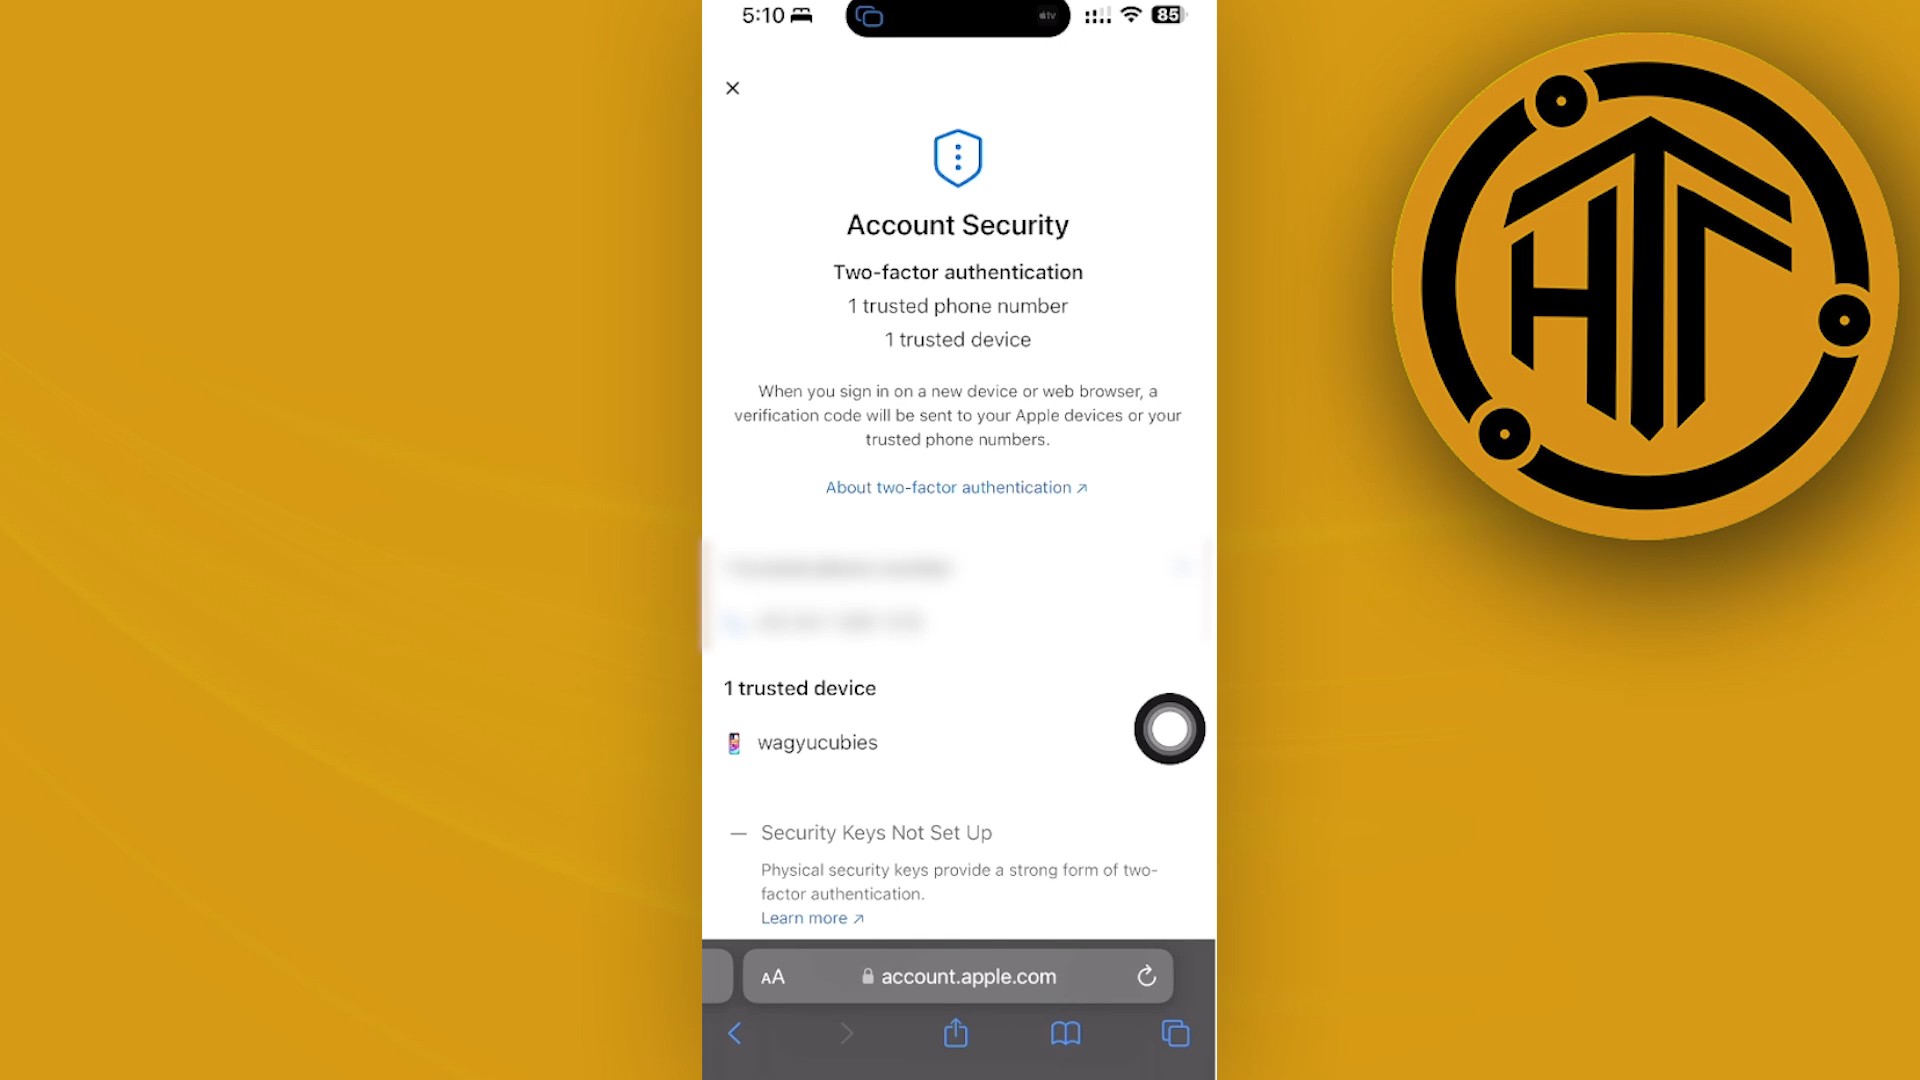 5:10
tv
85
Account Security
Two-factor authentication
1 trusted phone number
1 trusted device
When you sign in on a new device or web browser, a
verification code will be sent to your Apple devices or your
trusted phone numbers.
About two-factor authentication ↗
1 trusted device
wagyucubies
Security Keys Not Set Up
Physical security keys provide a strong form of two-
factor authentication.
Learn more ↗
AA
account.apple.com
HT